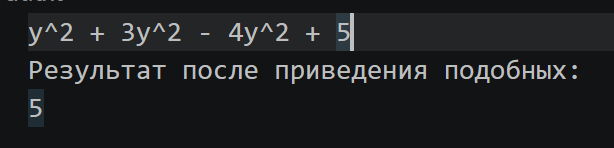 y^2 + 3y^2 - 4y^2 + 5
Результат после приведения подобных:
5